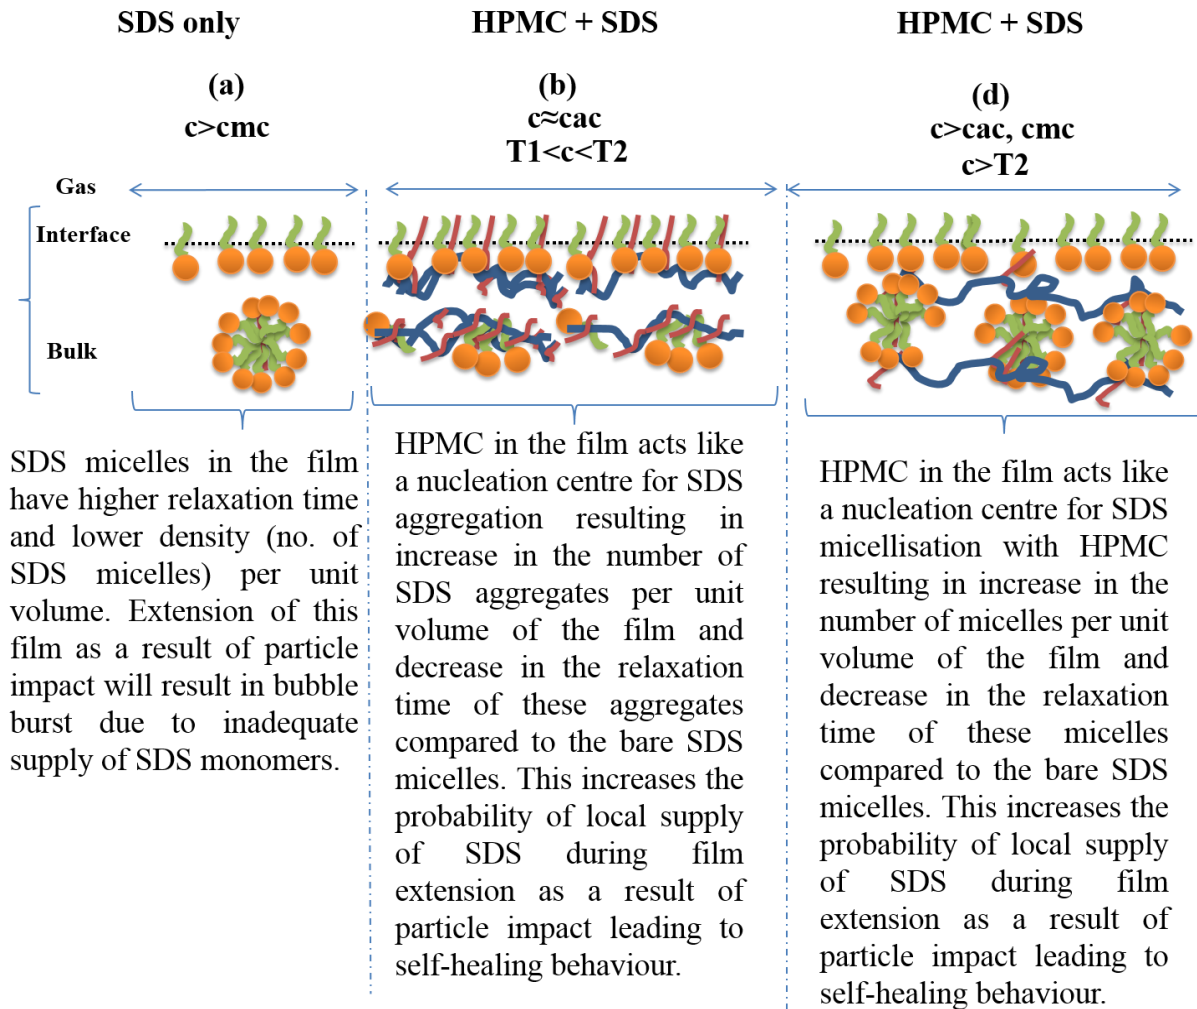 SDS only
HPMC + SDS
HPMC + SDS
(a)
c>cmc
(b)
c≈cac
T1<c<T2
(d)
c>cac, cmc
c>T2
Gas
Interface
Bulk
SDS micelles in the film
have higher relaxation time
and lower density (no. of
SDS micelles) per unit
volume. Extension of this
film as a result of particle
impact will result in bubble
burst due to inadequate
supply of SDS monomers.
HPMC in the film acts like
a nucleation centre for SDS
aggregation resulting in
increase in the number of
SDS aggregates per unit
volume of the film and
decrease in the relaxation
time of these aggregates
compared to the bare SDS
micelles. This increases the
probability of local supply
of SDS during film
extension as a result of
particle impact leading to
self-healing behaviour.
HPMC in the film acts like
a nucleation centre for SDS
micellisation with HPMC
resulting in increase in the
number of micelles per unit
volume of the film and
decrease in the relaxation
time of these micelles
compared to the bare SDS
micelles. This increases the
probability of local supply
of SDS during film
extension as a result of
particle impact leading to
self-healing behaviour.